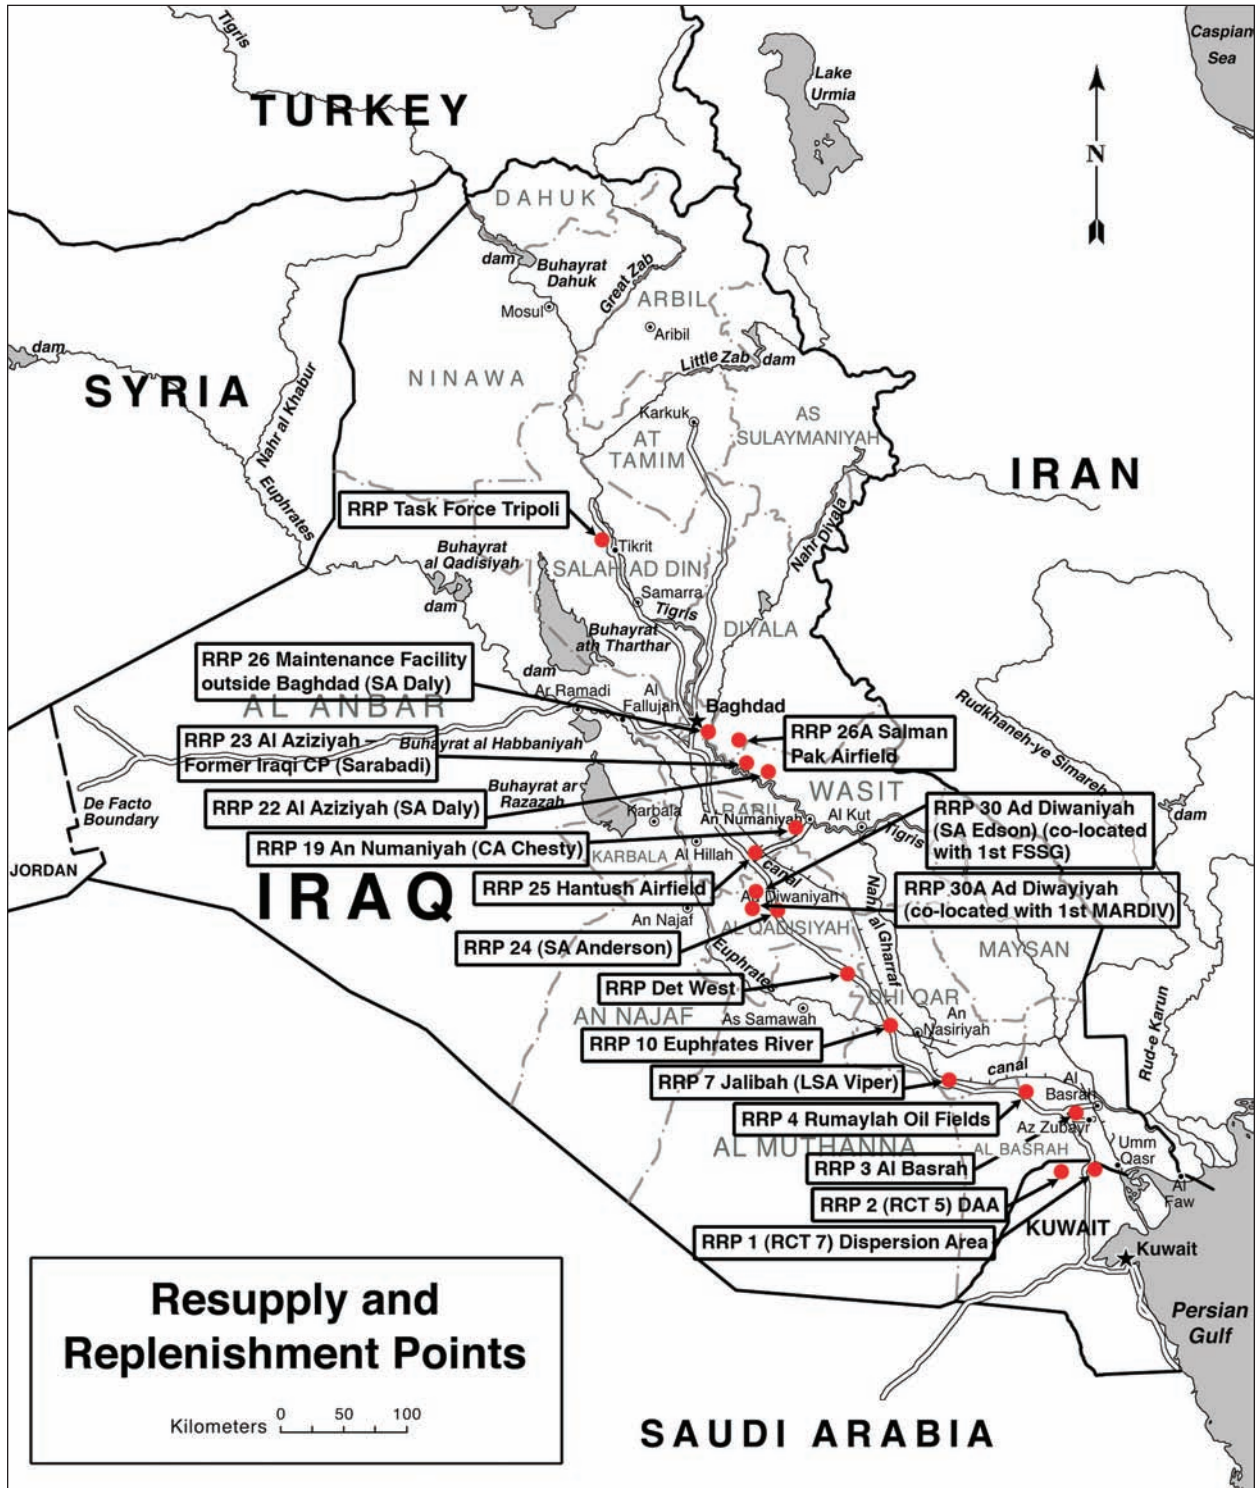 Tigris
Caspian
Sea
TURKEY
Lake
Urmia
N
DAHUK
dam
Buhayrat
Dahuk
Great Zab
ARBIL
Mosul
Aribil
dam
Little Zab
dam
SYRIA
NINAWA
Nahr al Khabur
Karkuk
AS
SULAYMANIYAH
AT
TAMIM
IRAN
Euphrates
RRP Task Force Tripoli
Nahr Diyala
Tikrit
Buhayrat
al Qadisiyah
SALAH AD DIN
dam
Samarra
Tigris
DIYALA
Buhayrat
ath Tharthar
RRP 26 Maintenance Facility
outside Baghdad (SA Daly)
dam
Ar Ramadi
Al
Fallujah
AL ANBAR
Baghdad
Rudkhaneh-ye Simareh
RRP 26A Salman
Pak Airfield
RRP 23 Al Aziziyah –
Former Iraqi CP (Sarabadi)
Buhayrat al Habbaniyah
De Facto
Boundary
RRP 22 Al Aziziyah (SA Daly)
Buhayrat ar
Razazah
WASIT
BABIL
Karbala
An Numaniyah
Al Kut
Tigris
dam
RRP 30 Ad Diwaniyah
(SA Edson) (co-located
with 1st FSSG)
RRP 19 An Numaniyah (CA Chesty)
KARBALA
Al Hillah
canal
JORDAN
IRAQ
RRP 25 Hantush Airfield
Ad Diwaniyah
Nahr al Gharraf
RRP 30A Ad Diwayiyah
(co-located with 1st MARDIV)
An Najaf
AL QADISIYAH
RRP 24 (SA Anderson)
MAYSAN
Euphrates
RRP Det West
DHI QAR
AN NAJAF
As Samawah
An
Nasiriyah
RRP 10 Euphrates River
Rud-e Karun
RRP 7 Jalibah (LSA Viper)
canal
Al
Basrah
RRP 4 Rumaylah Oil Fields
Az Zubayr
AL MUTHANNA
AL BASRAH
Umm
Qasr
RRP 3 Al Basrah
Al
Faw
RRP 2 (RCT 5) DAA
KUWAIT
RRP 1 (RCT 7) Dispersion Area
Kuwait
Resupply and
Replenishment Points
Kilometers 0 50 100
Persian
Gulf
SAUDI ARABIA